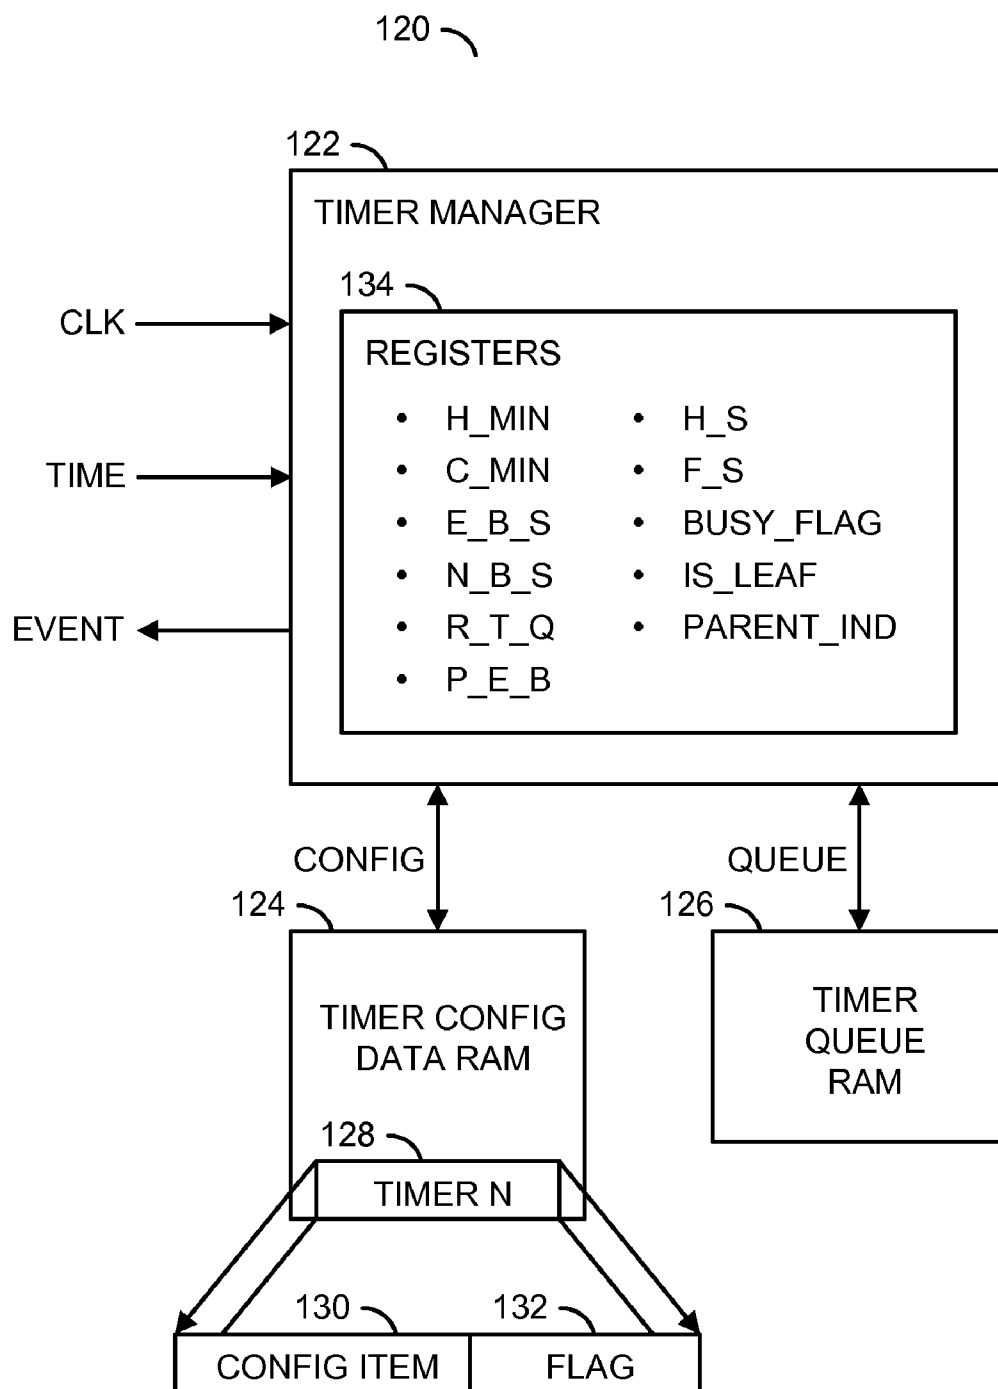 120
122
TIMER MANAGER
134
CLK
REGISTERS
• H_MIN • H_S
TIME
• C_MIN • F_S
• E_B_S • BUSY_FLAG
• N_B_S • IS_LEAF
EVENT
• R_T_Q • PARENT_IND
• P_E_B
CONFIG QUEUE
124 126
TIMER CONFIG
DATA RAM
TIMER
QUEUE
RAM
128
TIMER N
130 132
CONFIG ITEM FLAG